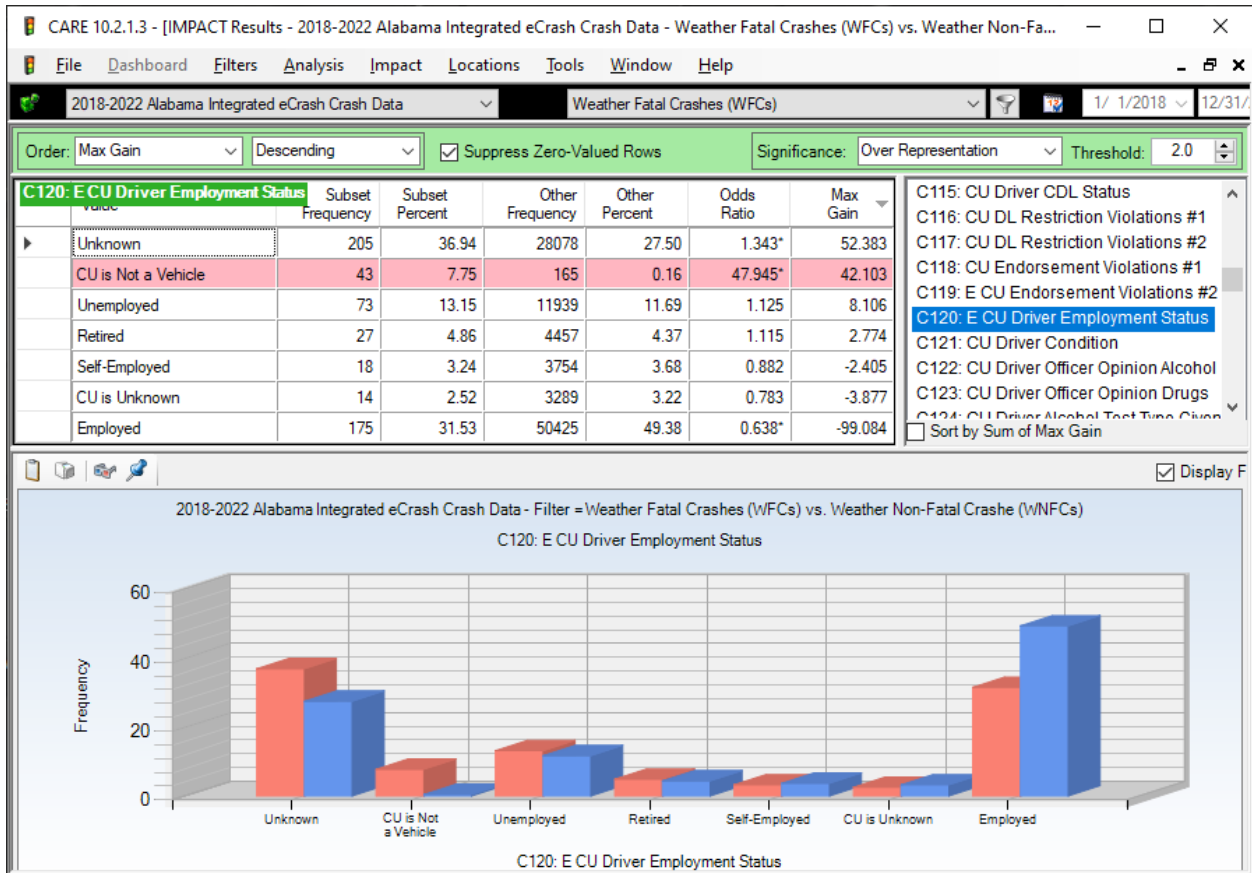 CARE 10.2.1.3 - [IMPACT Results - 2018-2022 Alabama Integrated eCrash Crash Data - Weather Fatal Crashes (WFCs) vs. Weather Non-Fa...
File Dashboard Filters Analysis Impact Locations Tools Window Help
2018-2022 Alabama Integrated eCrash Crash Data Weather Fatal Crashes (WFCs) 1/ 1/2018 12/31/
Order: Max Gain Descending Suppress Zero-Valued Rows Significance: Over Representation Threshold: 2.0
C120: E CU Driver Employment Status
Value Subset Frequency Subset Percent Other Frequency Other Percent Odds Ratio Max Gain
Unknown 205 36.94 28078 27.50 1.343* 52.383
CU is Not a Vehicle 43 7.75 165 0.16 47.945* 42.103
Unemployed 73 13.15 11939 11.69 1.125 8.106
Retired 27 4.86 4457 4.37 1.115 2.774
Self-Employed 18 3.24 3754 3.68 0.882 -2.405
CU is Unknown 14 2.52 3289 3.22 0.783 -3.877
Employed 175 31.53 50425 49.38 0.638* -99.084
C115: CU Driver CDL Status
C116: CU DL Restriction Violations #1
C117: CU DL Restriction Violations #2
C118: CU Endorsement Violations #1
C119: E CU Endorsement Violations #2
C120: E CU Driver Employment Status
C121: CU Driver Condition
C122: CU Driver Officer Opinion Alcohol
C123: CU Driver Officer Opinion Drugs
C124: CU Driver Alcohol Test Type Given
Sort by Sum of Max Gain
Display F
2018-2022 Alabama Integrated eCrash Crash Data - Filter = Weather Fatal Crashes (WFCs) vs. Weather Non-Fatal Crashe (WNFCs)
C120: E CU Driver Employment Status
60
40
20
0
Frequency
Unknown
CU is Not
a Vehicle
Unemployed
Retired
Self-Employed
CU is Unknown
Employed
C120: E CU Driver Employment Status